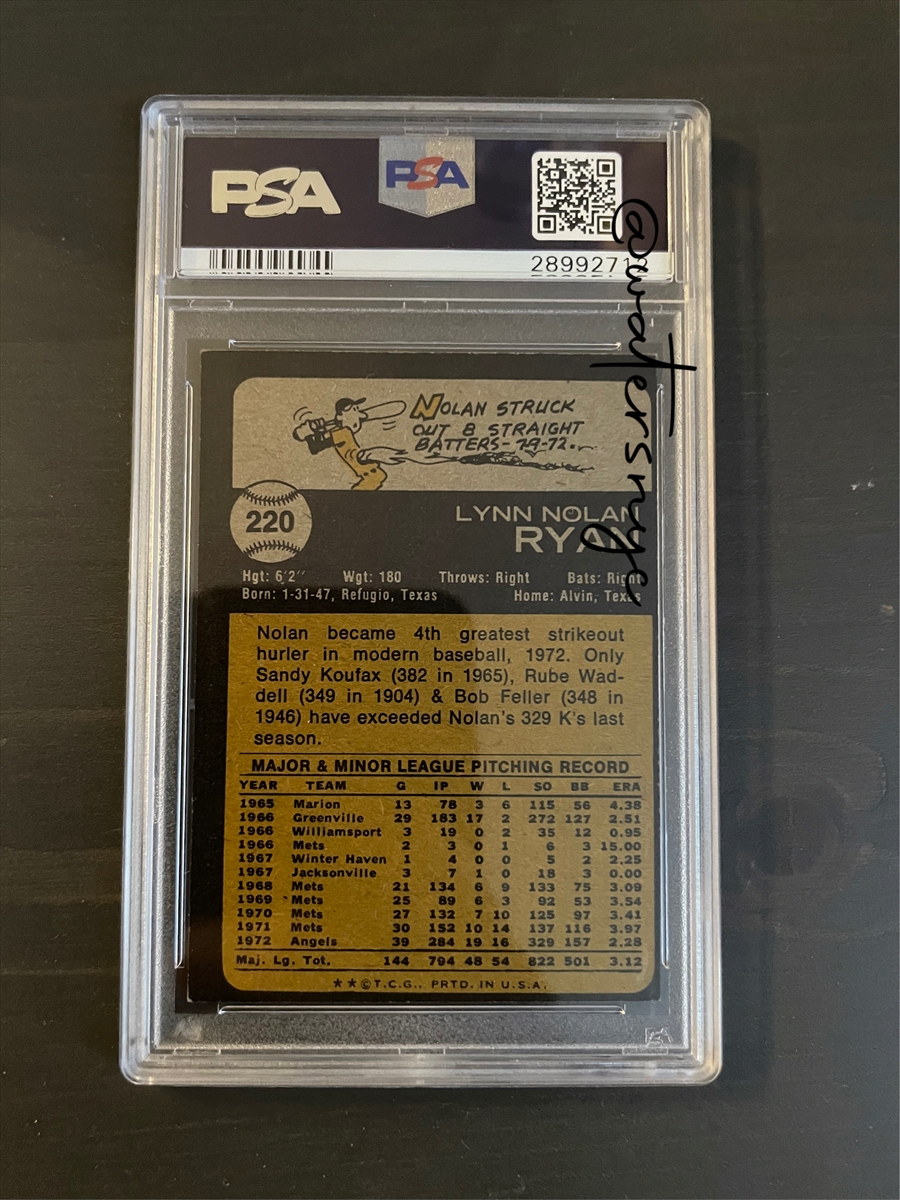 PSA
PSA
2899271
@watersnyc
NOLAN STRUCK
OUT 8 STRAIGHT
BATTERS-7-9-72.
220
LYNN NOLAN
RYAN
Hgt: 6'2" Wgt: 180 Throws: Right Bats: Right
Born: 1-31-47, Refugio, Texas Home: Alvin, Texas
Nolan became 4th greatest strikeout
hurler in modern baseball, 1972. Only
Sandy Koufax (382 in 1965), Rube Wad-
dell (349 in 1904) & Bob Feller (348 in
1946) have exceeded Nolan's 329 K's last
season.
MAJOR & MINOR LEAGUE PITCHING RECORD
YEAR TEAM G IP W L SO BB ERA
1965 Marion 13 78 3 6 115 56 4.38
1966 Greenville 29 183 17 2 272 127 2.51
1966 Williamsport 3 19 0 2 35 12 0.95
1966 Mets 2 3 0 1 6 3 15.00
1967 Winter Haven 1 4 0 0 5 2 2.25
1967 Jacksonville 3 7 1 0 18 3 0.00
1968 Mets 21 134 6 9 133 75 3.09
1969 Mets 25 89 6 3 92 53 3.54
1970 Mets 27 132 7 10 125 97 3.41
1971 Mets 30 152 10 14 137 116 3.97
1972 Angels 39 284 19 16 329 157 2.28
Maj. Lg. Tot. 144 794 48 54 822 501 3.12
**©T.C.G., PRTD. IN U.S.A.